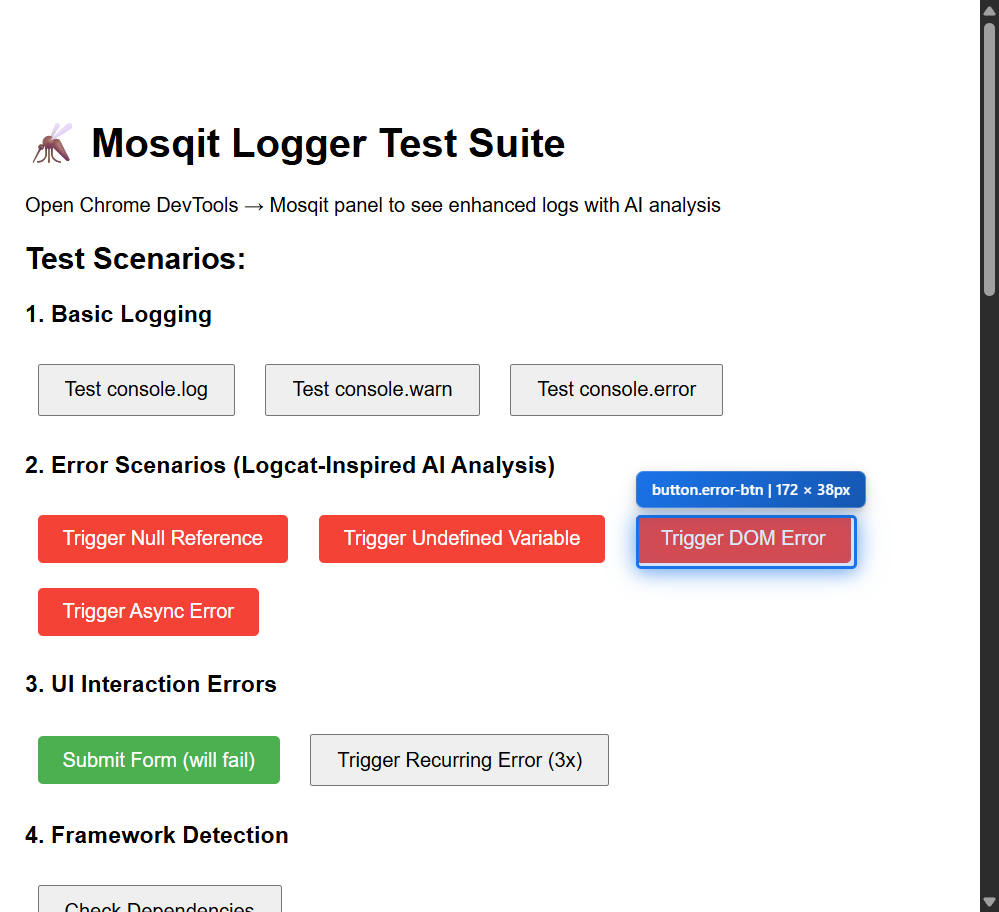 Mosqit Logger Test Suite
Open Chrome DevTools → Mosqit panel to see enhanced logs with AI analysis
Test Scenarios:
1. Basic Logging
Test console.log
Test console.warn
Test console.error
2. Error Scenarios (Logcat-Inspired AI Analysis)
button.error-btn | 172 × 38px
Trigger Null Reference
Trigger Undefined Variable
Trigger DOM Error
Trigger Async Error
3. UI Interaction Errors
Submit Form (will fail)
Trigger Recurring Error (3x)
4. Framework Detection
Check Dependencies